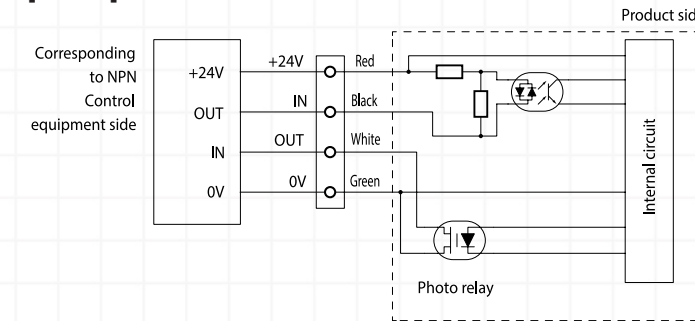 Product sid
Corresponding
to NPN
Control
equipment side
+24V
OUT
IN
0V
+24V
IN
OUT
0V
Red
Black
White
Green
Internal circuit
Photo relay